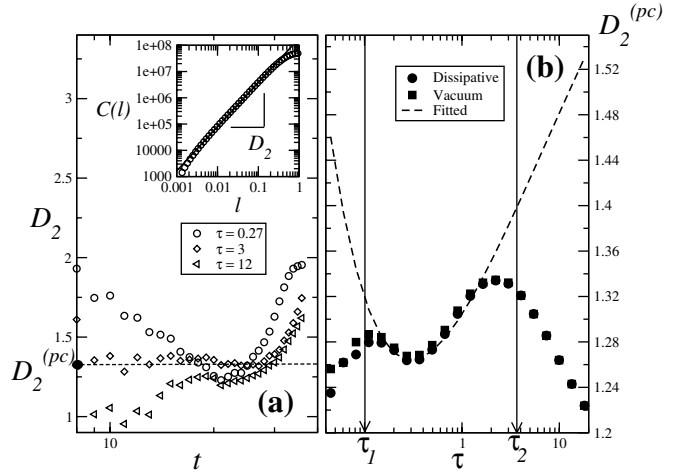 3
2.5
2
1.5
1
D_2
D_2^(pc)
10
t
(a)
1e+08
1e+07
1e+06
1e+05
10000
1000
C(l)
D_2
0.001 0.01 0.1 1
l
τ = 0.27
τ = 3
τ = 12
(b)
Dissipative
Vacuum
Fitted
D_2^(pc)
1.52
1.48
1.44
1.4
1.36
1.32
1.28
1.24
1.2
τ_1
1
τ
τ_2
10